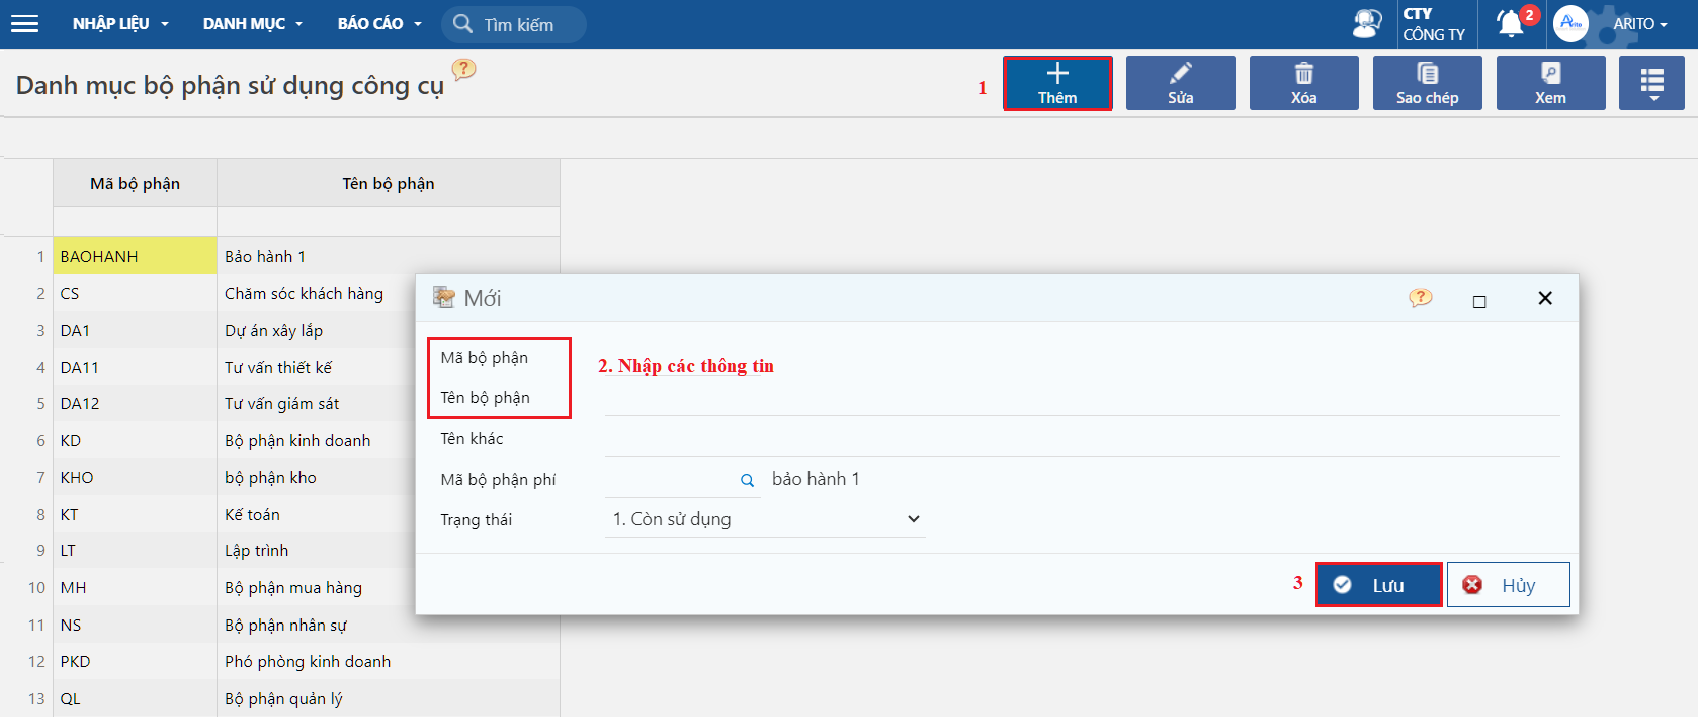 NHẬP LIỆU
DANH MỤC
BÁO CÁO
Tìm kiếm
CTY
CÔNG TY
2
Arito
ARITO
Danh mục bộ phận sử dụng công cụ
?
1
Thêm
Sửa
Xóa
Sao chép
Xem
Mã bộ phận Tên bộ phận
1 BAOHANH Bảo hành 1
2 CS Chăm sóc khách hàng
3 DA1 Dự án xây lắp
4 DA11 Tư vấn thiết kế
5 DA12 Tư vấn giám sát
6 KD Bộ phận kinh doanh
7 KHO bộ phận kho
8 KT Kế toán
9 LT Lập trình
10 MH Bộ phận mua hàng
11 NS Bộ phận nhân sự
12 PKD Phó phòng kinh doanh
13 QL Bộ phận quản lý
Mới
?
Mã bộ phận
2. Nhập các thông tin
Tên bộ phận
Tên khác
Mã bộ phận phí bảo hành 1
Trạng thái 1. Còn sử dụng
3
Lưu
Hủy